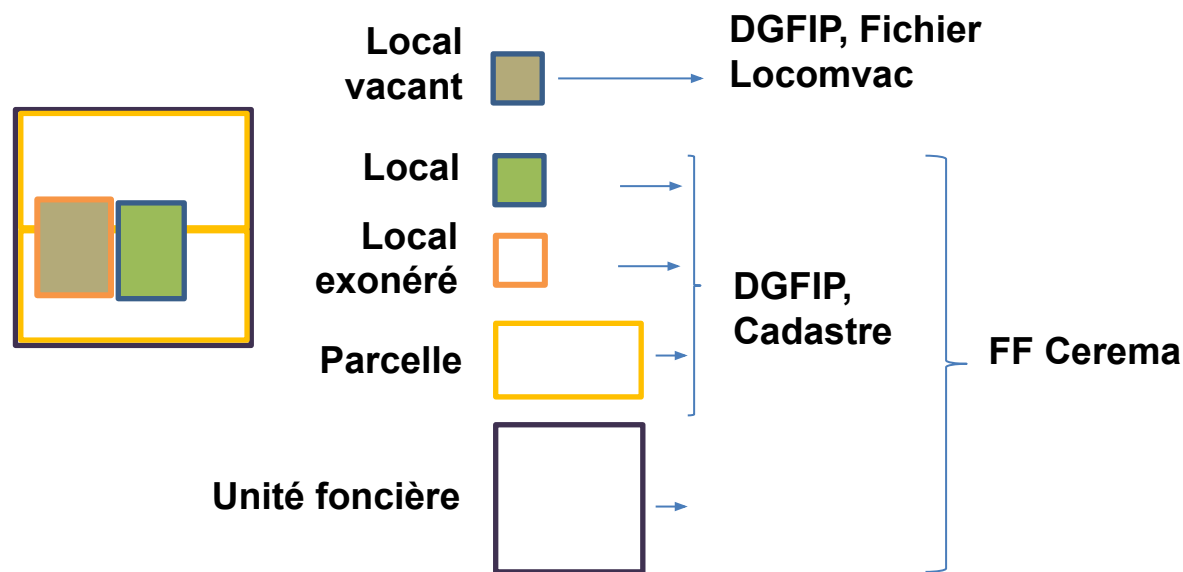 Local
vacant
DGFIP, Fichier
Locomvac
Local
Local
exonéré
DGFIP,
Cadastre
Parcelle
FF Cerema
Unité foncière